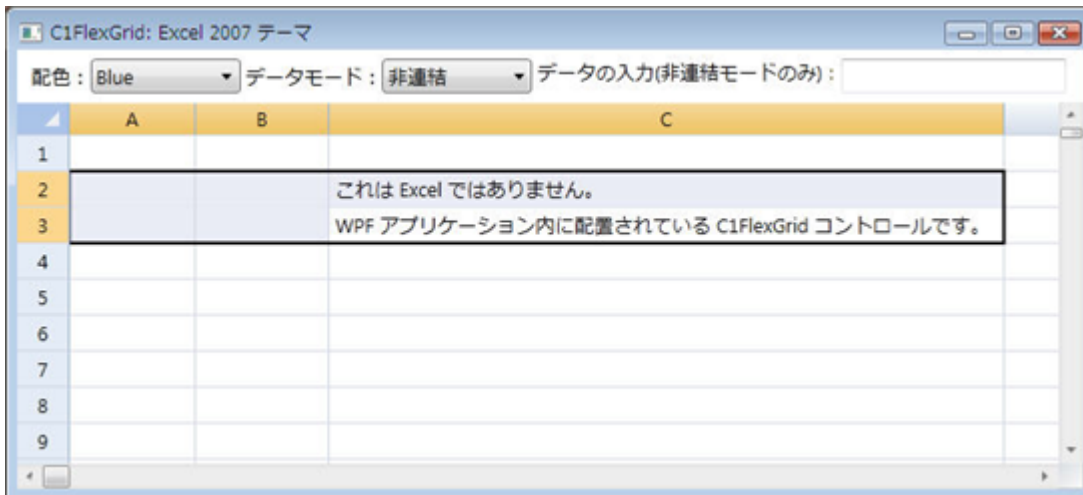 C1FlexGrid: Excel 2007 テーマ
配色 : Blue データモード : 非連結 データの入力(非連結モードのみ) :
A B C
1
2 これは Excel ではありません。
3 WPF アプリケーション内に配置されている C1FlexGrid コントロールです。
4
5
6
7
8
9